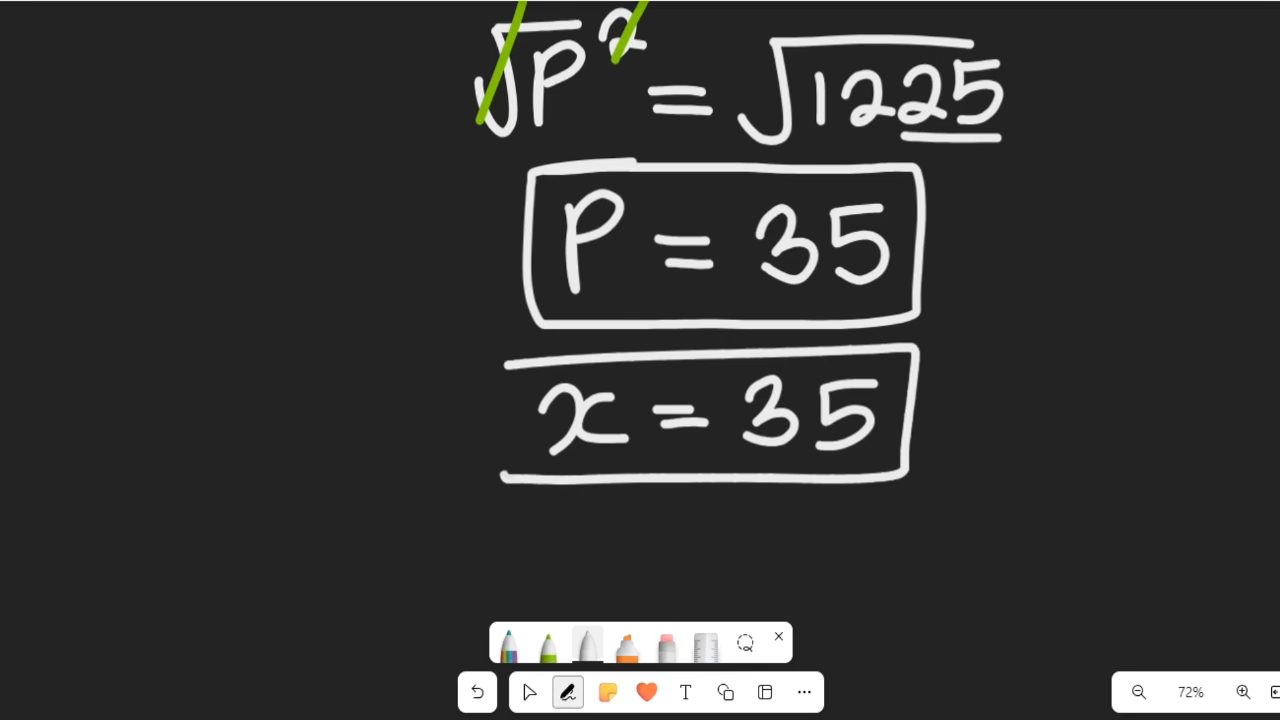 √P² = √1225
P = 35
x = 35
T
72%